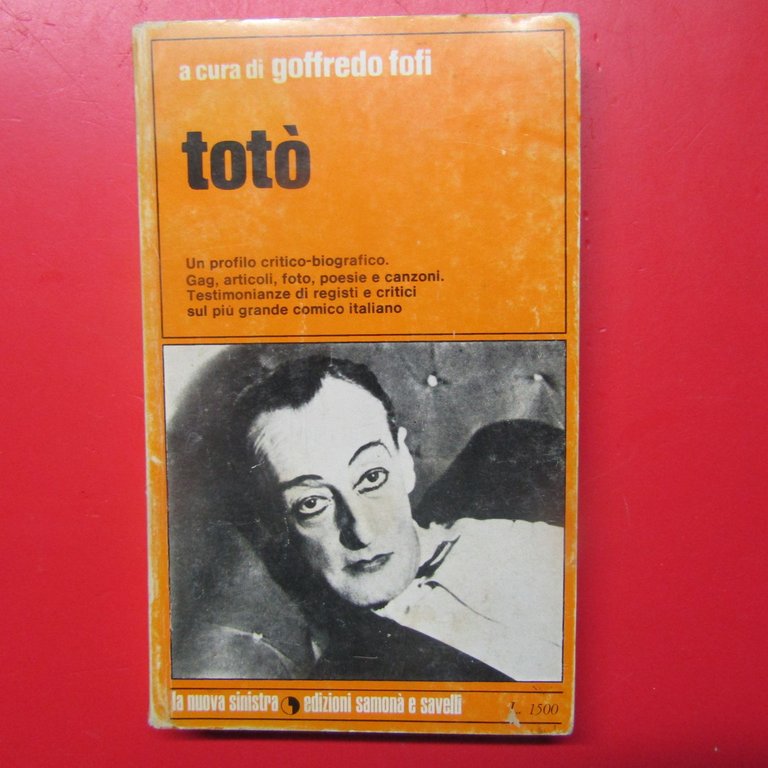 a cura di goffredo fofi
totò
Un profilo critico-biografico.
Gag, articoli, foto, poesie e canzoni.
Testimonianze di registi e critici
sul più grande comico italiano
la nuova sinistra edizioni samonà e savelli
L. 1500